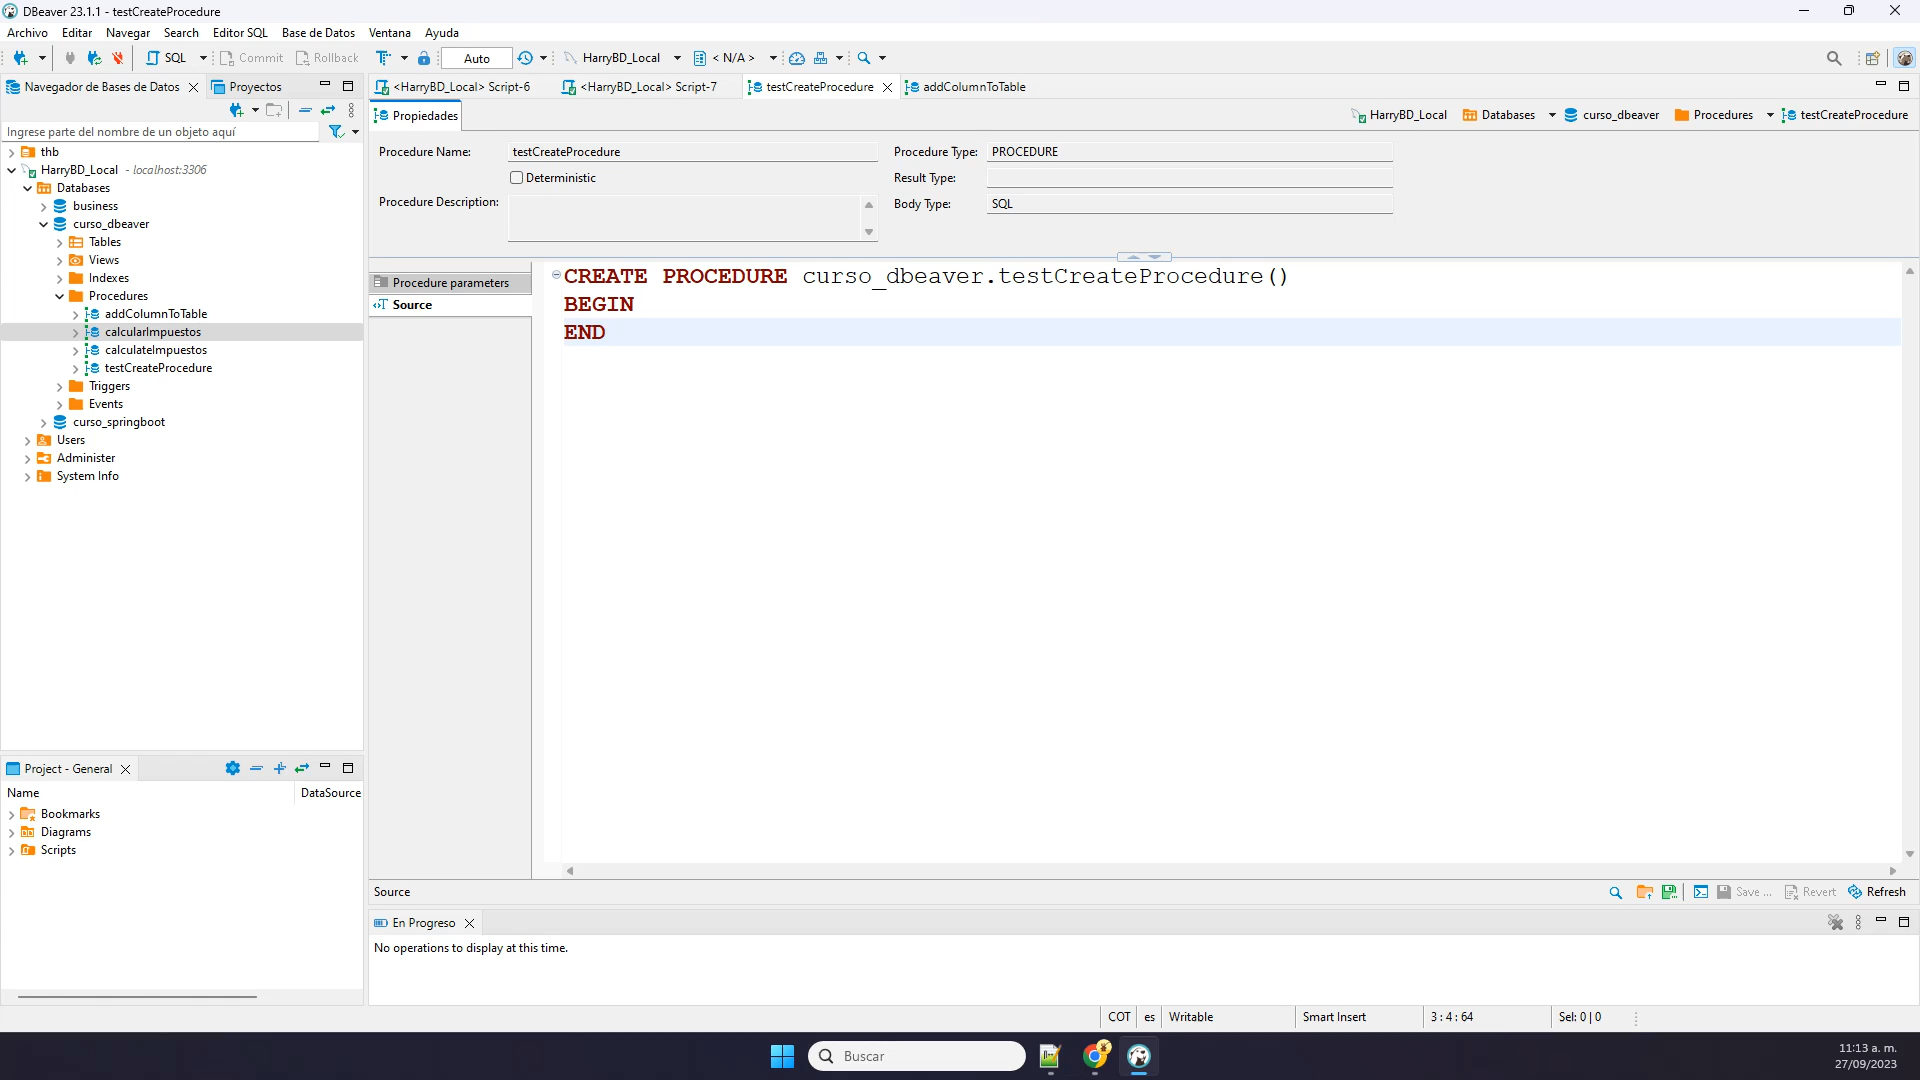 DBeaver 23.1.1 - testCreateProcedure
Archivo Editar Navegar Search Editor SQL Base de Datos Ventana Ayuda
SQL Commit Rollback Auto HarryBD_Local < N/A >
Navegador de Bases de Datos Proyectos
<HarryBD_Local> Script-6 <HarryBD_Local> Script-7 testCreateProcedure addColumnToTable
Ingrese parte del nombre de un objeto aquí
thb
HarryBD_Local - localhost:3306
Databases
business
curso_dbeaver
Tables
Views
Indexes
Procedures
addColumnToTable
calcularImpuestos
calculateImpuestos
testCreateProcedure
Triggers
Events
curso_springboot
Users
Administer
System Info
Propiedades
HarryBD_Local Databases curso_dbeaver Procedures testCreateProcedure
Procedure Name: testCreateProcedure
Procedure Type: PROCEDURE
Deterministic
Result Type:
Procedure Description:
Body Type: SQL
Procedure parameters
Source
CREATE PROCEDURE curso_dbeaver.testCreateProcedure()
BEGIN
END
Project - General
Name DataSource
Bookmarks
Diagrams
Scripts
Source
Save ... Revert Refresh
En Progreso
No operations to display at this time.
COT es Writable Smart Insert 3 : 4 : 64 Sel: 0 | 0
Buscar
11:13 a. m.
27/09/2023